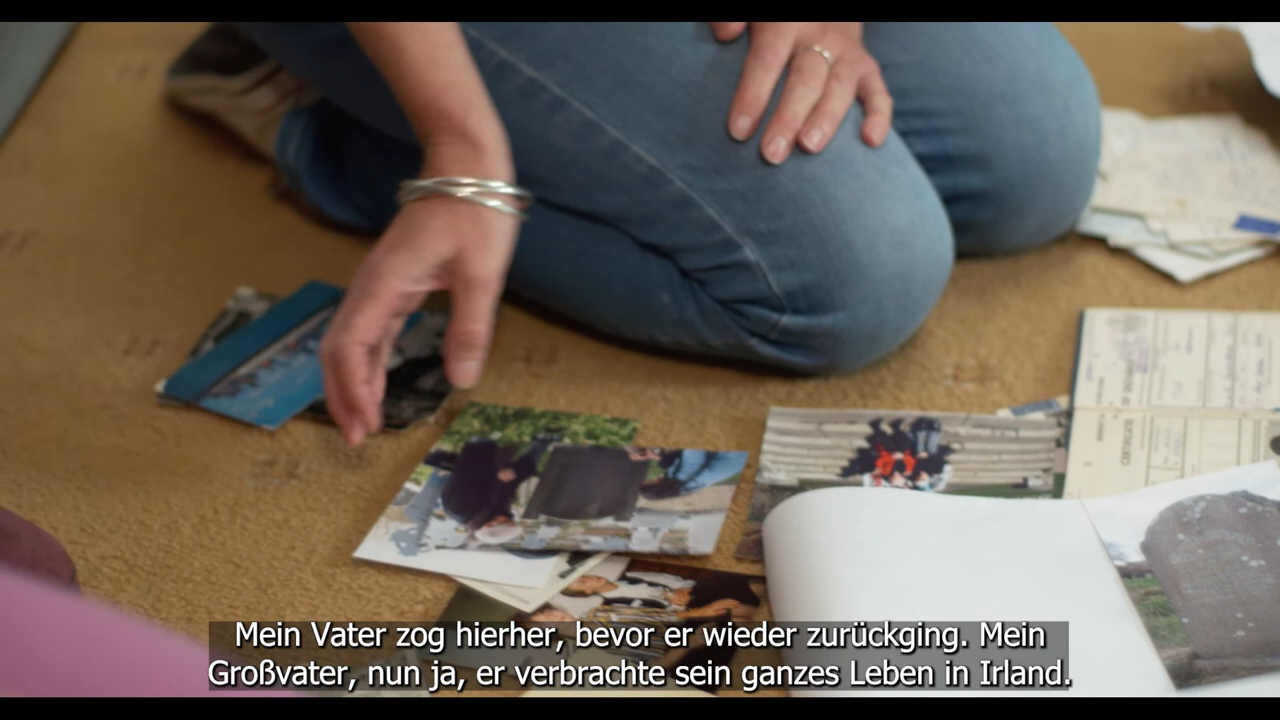 Mein Vater zog hierher, bevor er wieder zurückging. Mein
Großvater, nun ja, er verbrachte sein ganzes Leben in Irland.